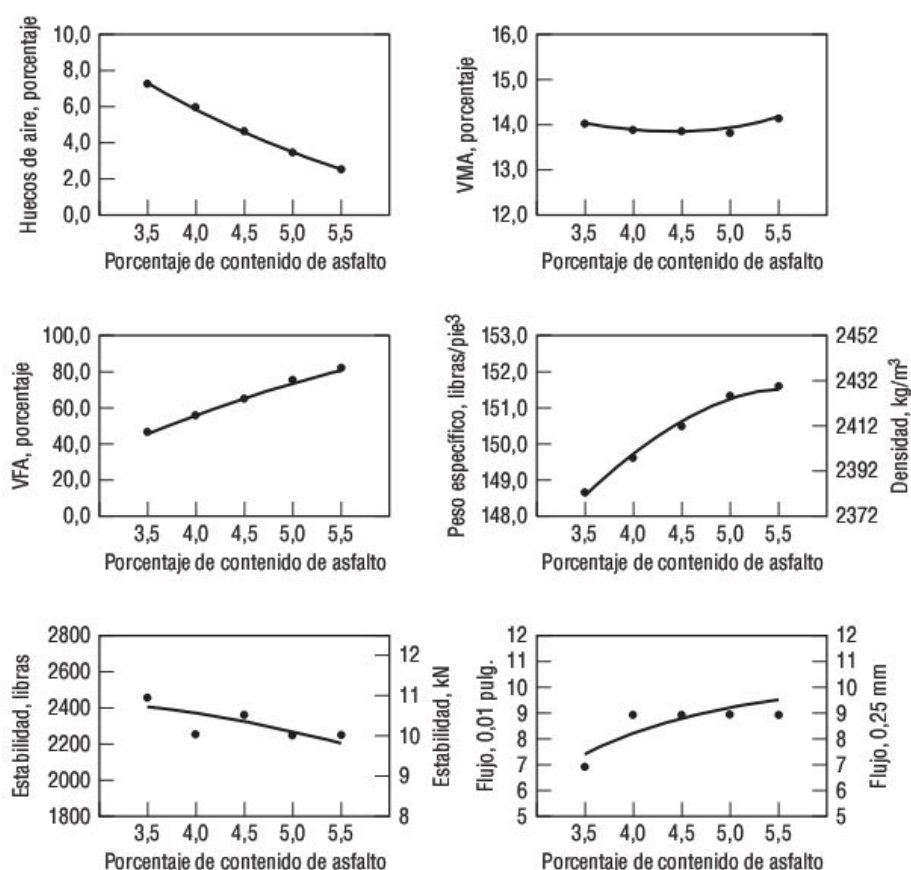 Huecos de aire, porcentaje
10,0
8,0
6,0
4,0
2,0
0,0
3,5 4,0 4,5 5,0 5,5
Porcentaje de contenido de asfalto
VMA, porcentaje
16,0
15,0
14,0
13,0
12,0
3,5 4,0 4,5 5,0 5,5
Porcentaje de contenido de asfalto
VFA, porcentaje
100,0
80,0
60,0
40,0
20,0
0,0
3,5 4,0 4,5 5,0 5,5
Porcentaje de contenido de asfalto
Peso específico, libras/pie³
153,0
152,0
151,0
150,0
149,0
148,0
2452
2432
2412
2392
2372
Densidad, kg/m³
3,5 4,0 4,5 5,0 5,5
Porcentaje de contenido de asfalto
Estabilidad, libras
2800
2600
2400
2200
2000
1800
12
11
10
9
8
Estabilidad, kN
3,5 4,0 4,5 5,0 5,5
Porcentaje de contenido de asfalto
Flujo, 0,01 pulg.
12
11
10
9
8
7
6
5
12
11
10
9
8
7
6
5
Flujo, 0,25 mm
3,5 4,0 4,5 5,0 5,5
Porcentaje de contenido de asfalto